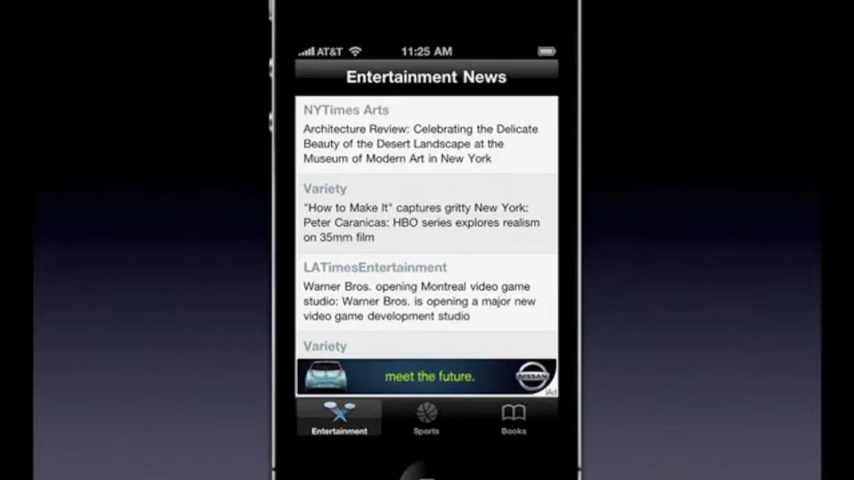 AT&T
11:25 AM
Entertainment News
NYTimes Arts
Architecture Review: Celebrating the Delicate
Beauty of the Desert Landscape at the
Museum of Modern Art in New York
Variety
"How to Make It" captures gritty New York:
Peter Caranicas: HBO series explores realism
on 35mm film
LATimesEntertainment
Warner Bros. opening Montreal video game
studio: Warner Bros. is opening a major new
video game development studio
Variety
meet the future.
NISSAN
iAd
Entertainment
Sports
Books